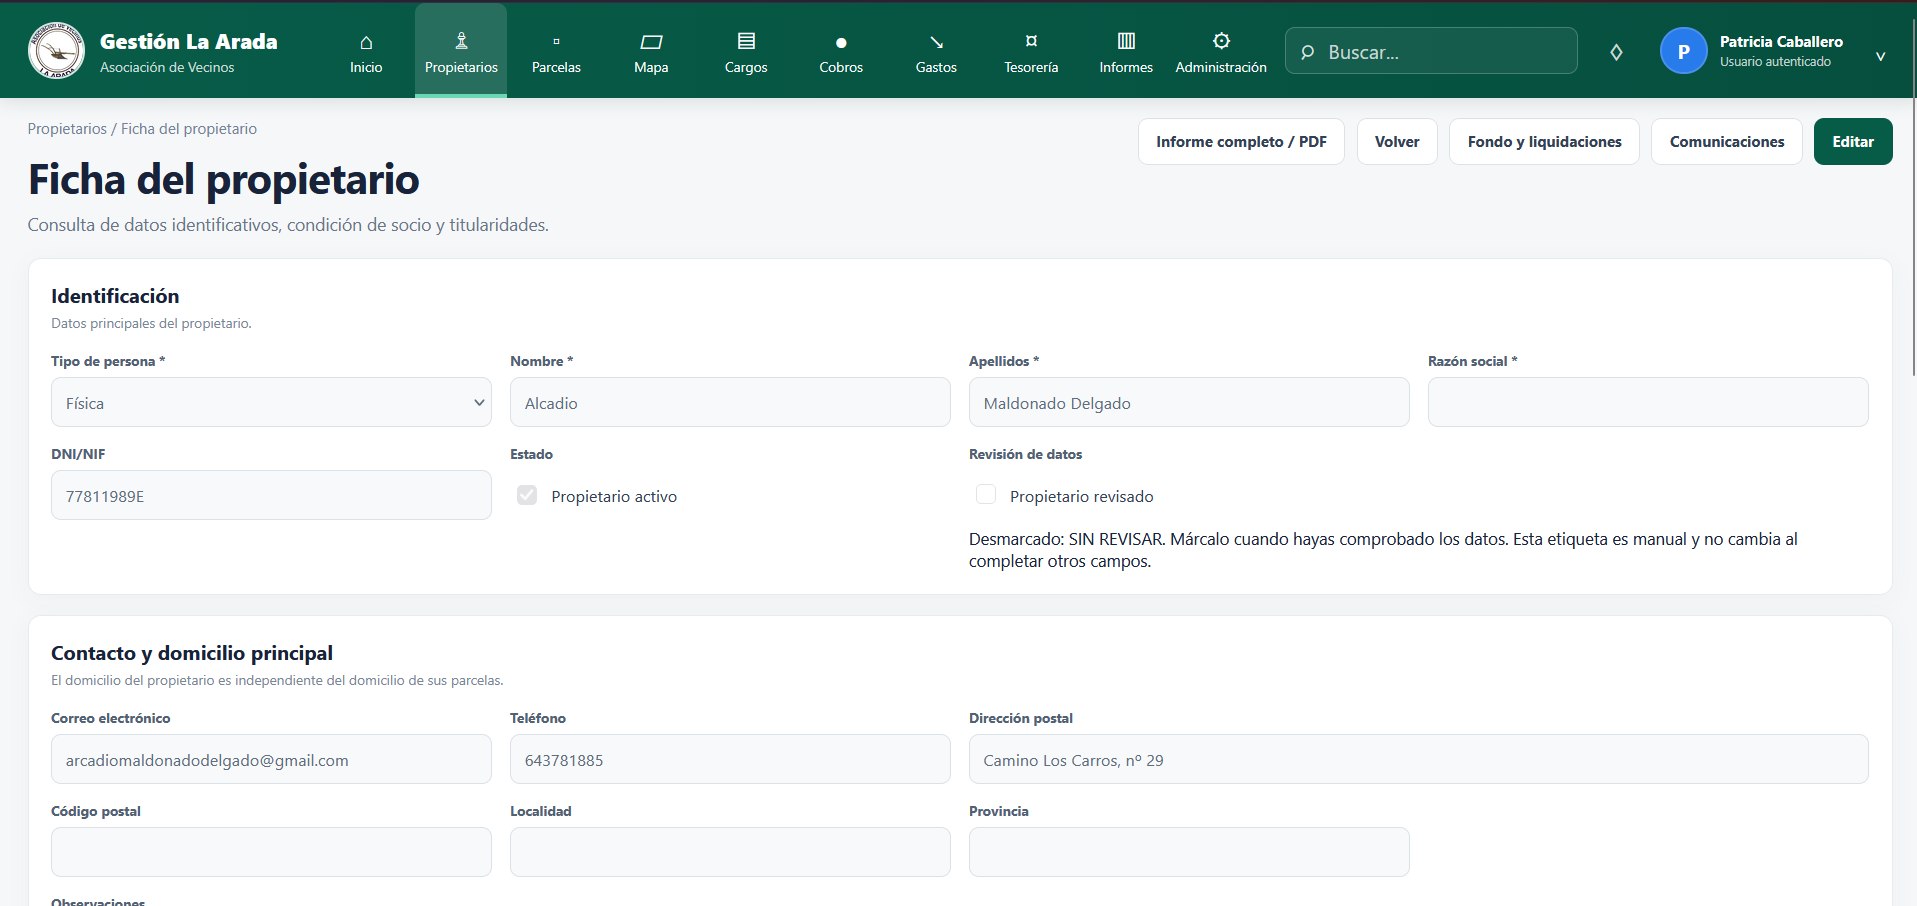 ASOCIACIÓN DE VECINOS
LA ARADA
Gestión La Arada
Asociación de Vecinos
Inicio
Propietarios
Parcelas
Mapa
Cargos
Cobros
Gastos
Tesorería
Informes
Administración
Buscar...
P
Patricia Caballero
Usuario autenticado
Propietarios / Ficha del propietario
Informe completo / PDF
Volver
Fondo y liquidaciones
Comunicaciones
Editar
Ficha del propietario
Consulta de datos identificativos, condición de socio y titularidades.
Identificación
Datos principales del propietario.
Tipo de persona *
Nombre *
Apellidos *
Razón social *
Física
Alcadio
Maldonado Delgado
DNI/NIF
Estado
Revisión de datos
77811989E
Propietario activo
Propietario revisado
Desmarcado: SIN REVISAR. Márcalo cuando hayas comprobado los datos. Esta etiqueta es manual y no cambia al
completar otros campos.
Contacto y domicilio principal
El domicilio del propietario es independiente del domicilio de sus parcelas.
Correo electrónico
Teléfono
Dirección postal
arcadiomaldonadodelgado@gmail.com
643781885
Camino Los Carros, nº 29
Código postal
Localidad
Provincia
Observaciones